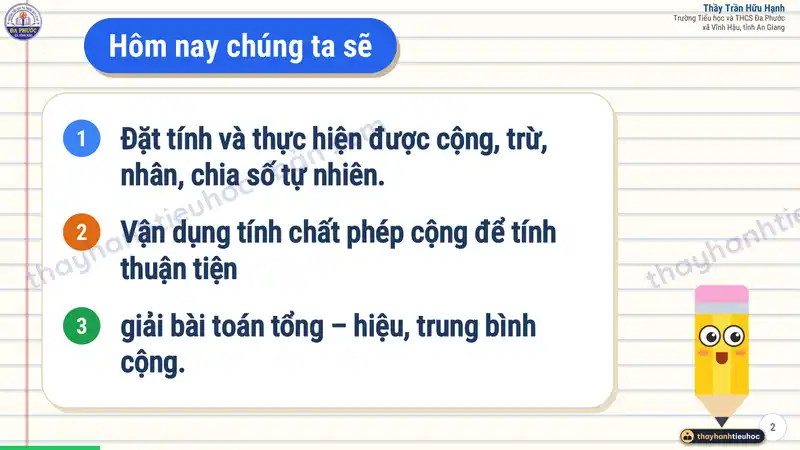 Thầy Trần Hữu Hạnh
Trường Tiểu học và THCS Đa Phước
xã Vĩnh Hậu, tỉnh An Giang
ĐA PHƯỚC
Hôm nay chúng ta sẽ
1 Đặt tính và thực hiện được cộng, trừ,
nhân, chia số tự nhiên.
2 Vận dụng tính chất phép cộng để tính
thuận tiện
3 giải bài toán tổng – hiệu, trung bình
cộng.
thayhanhtieuhoc
2